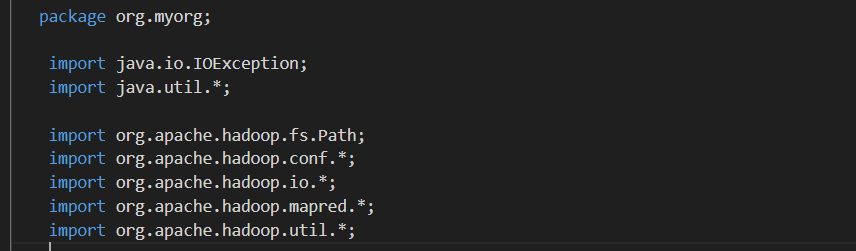 package org.myorg;
import java.io.IOException;
import java.util.*;
import org.apache.hadoop.fs.Path;
import org.apache.hadoop.conf.*;
import org.apache.hadoop.io.*;
import org.apache.hadoop.mapred.*;
import org.apache.hadoop.util.*;